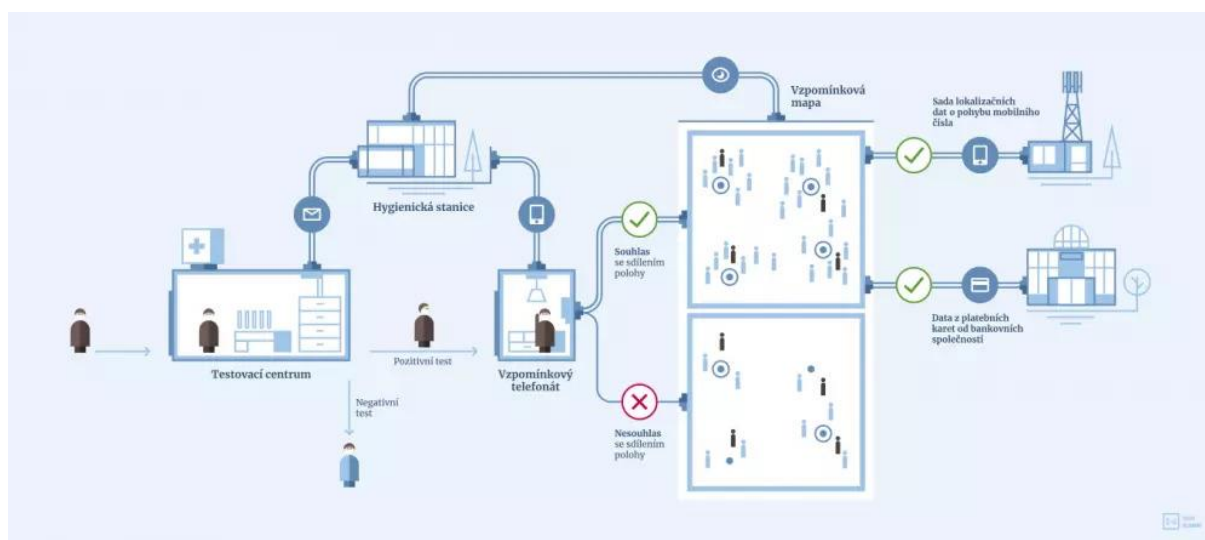 Vzpomínková
mapa
Sada lokalizačních
dat o pohybu mobilního
čísla
Hygienická stanice
Souhlas
se sdílením
polohy
Data z platebních
karet od bankovních
společností
Testovací centrum
Pozitivní test
Vzpomínkový
telefonát
Negativní
test
Nesouhlas
se sdílením
polohy